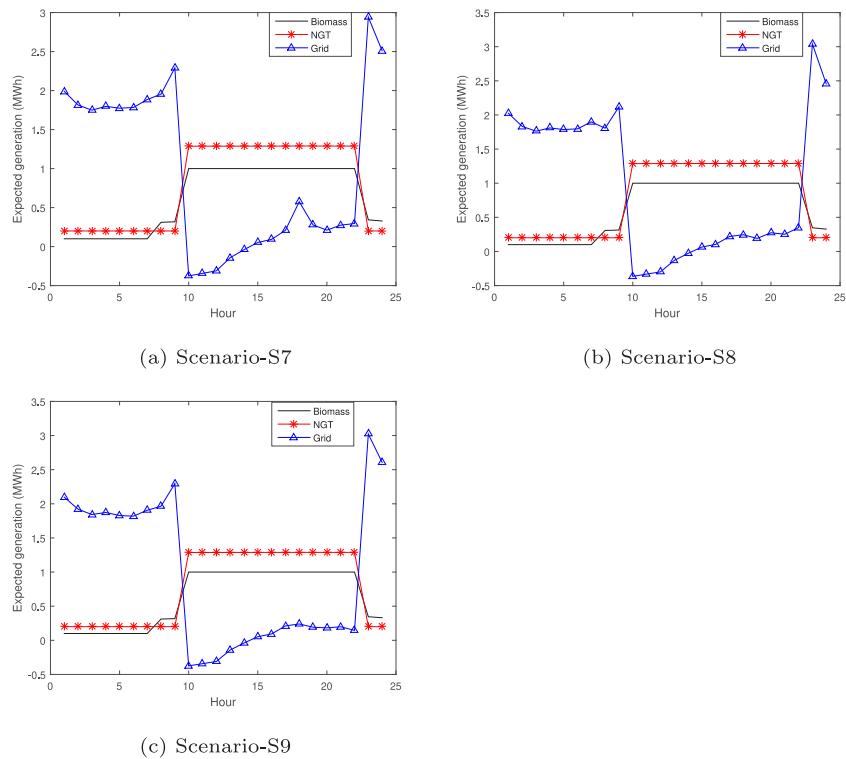 3
2.5
2
1.5
1
0.5
0
-0.5
Expected generation (MWh)
0
5
10
15
20
25
Hour
Biomass
NGT
Grid
(a) Scenario-S7
3.5
3
2.5
2
1.5
1
0.5
0
-0.5
Expected generation (MWh)
0
5
10
15
20
25
Hour
Biomass
NGT
Grid
(b) Scenario-S8
3.5
3
2.5
2
1.5
1
0.5
0
-0.5
Expected generation (MWh)
0
5
10
15
20
25
Hour
Biomass
NGT
Grid
(c) Scenario-S9